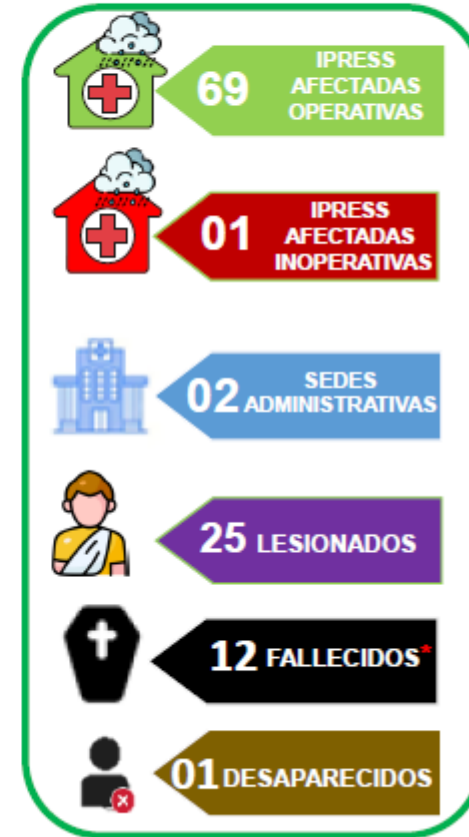 69 IPRESS
AFECTADAS
OPERATIVAS
01 IPRESS
AFECTADAS
INOPERATIVAS
02 SEDES
ADMINISTRATIVAS
25 LESIONADOS
12 FALLECIDOS*
01 DESAPARECIDOS